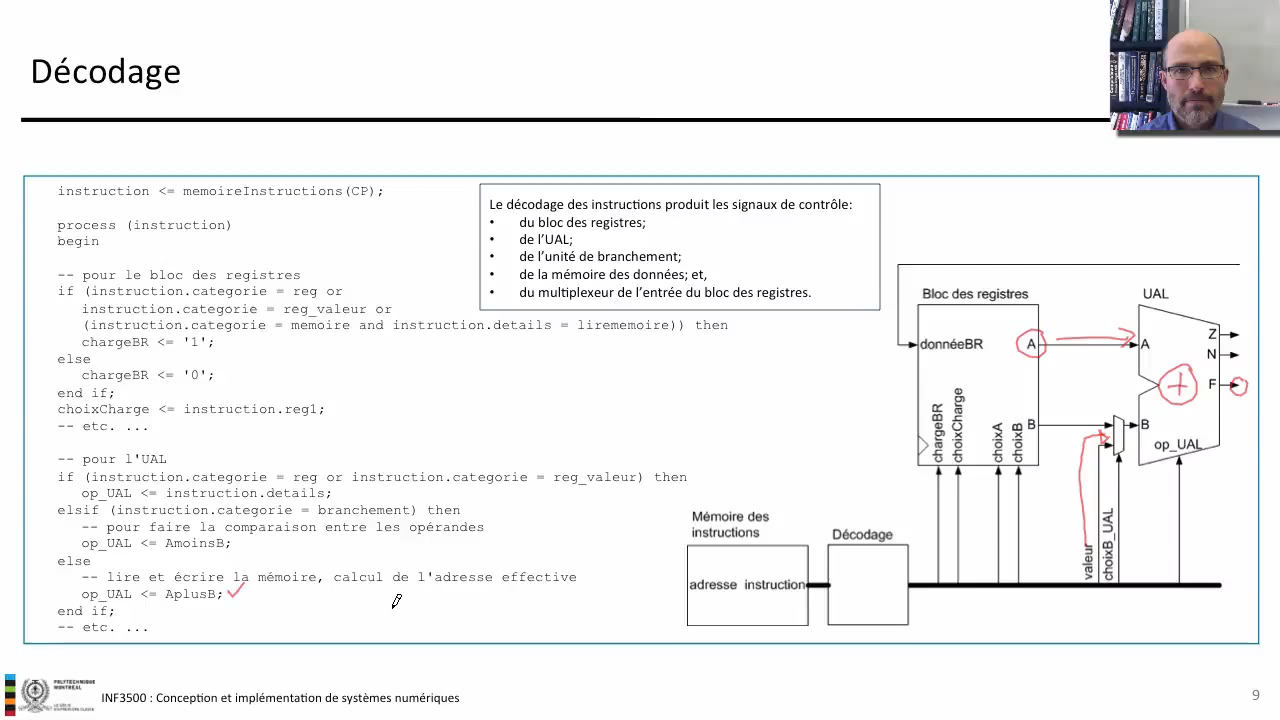 Décodage
instruction <= memoireInstructions(CP);
process (instruction)
begin
-- pour le bloc des registres
if (instruction.categorie = reg or
instruction.categorie = reg_valeur or
(instruction.categorie = memoire and instruction.details = lirememoire)) then
chargeBR <= '1';
else
chargeBR <= '0';
end if;
choixCharge <= instruction.reg1;
-- etc. ...
-- pour l'UAL
if (instruction.categorie = reg or instruction.categorie = reg_valeur) then
op_UAL <= instruction.details;
elsif (instruction.categorie = branchement) then
-- pour faire la comparaison entre les opérandes
op_UAL <= AmoinsB;
else
-- lire et écrire la mémoire, calcul de l'adresse effective
op_UAL <= AplusB;
end if;
-- etc. ...
Le décodage des instructions produit les signaux de contrôle:
• du bloc des registres;
• de l'UAL;
• de l'unité de branchement;
• de la mémoire des données; et,
• du multiplexeur de l'entrée du bloc des registres.
Bloc des registres
UAL
donnéeBR
A
A
Z
N
F
+
B
B
chargeBR
choixCharge
choixA
choixB
op_UAL
valeur
choixB_UAL
Mémoire des
instructions
Décodage
adresse instruction
POLYTECHNIQUE
MONTRÉAL
INF3500 : Conception et implémentation de systèmes numériques
9